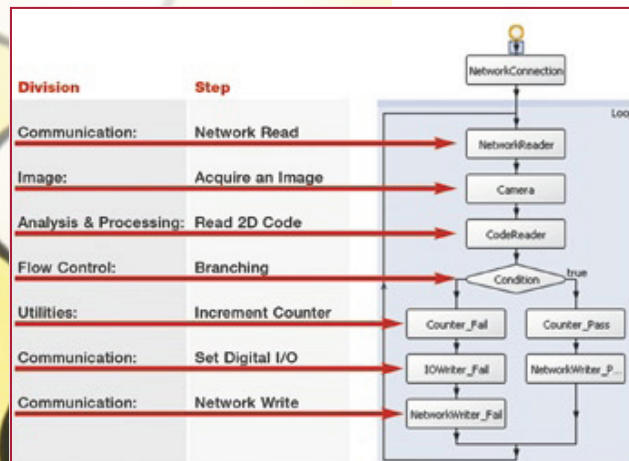 NetworkConnection
Division Step
Loo
Communication: Network Read
NetworkReader
Image: Acquire an Image
Camera
Analysis & Processing: Read 2D Code
CodeReader
Flow Control: Branching
Condition
true
Utilities: Increment Counter
Counter_Fail Counter_Pass
Communication: Set Digital I/O
IOWriter_Fail NetworkWriter_P...
Communication: Network Write
NetworkWriter_Fail